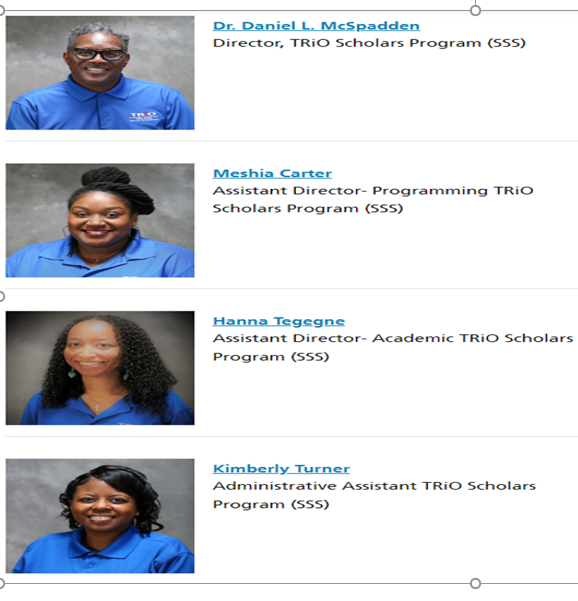 Dr. Daniel L. McSpadden
Director, TRiO Scholars Program (SSS)
TRiO
Meshia Carter
Assistant Director- Programming TRiO
Scholars Program (SSS)
Hanna Tegegne
Assistant Director- Academic TRiO Scholars
Program (SSS)
Kimberly Turner
Administrative Assistant TRiO Scholars
Program (SSS)